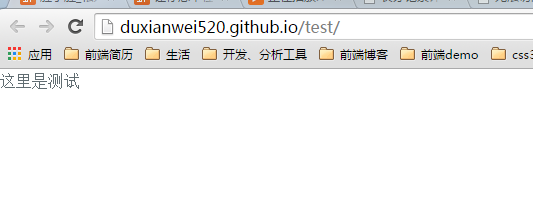 duxianwei520.github.io/test/
应用 前端简历 生活 开发、分析工具 前端博客 前端demo css3
这里是测试